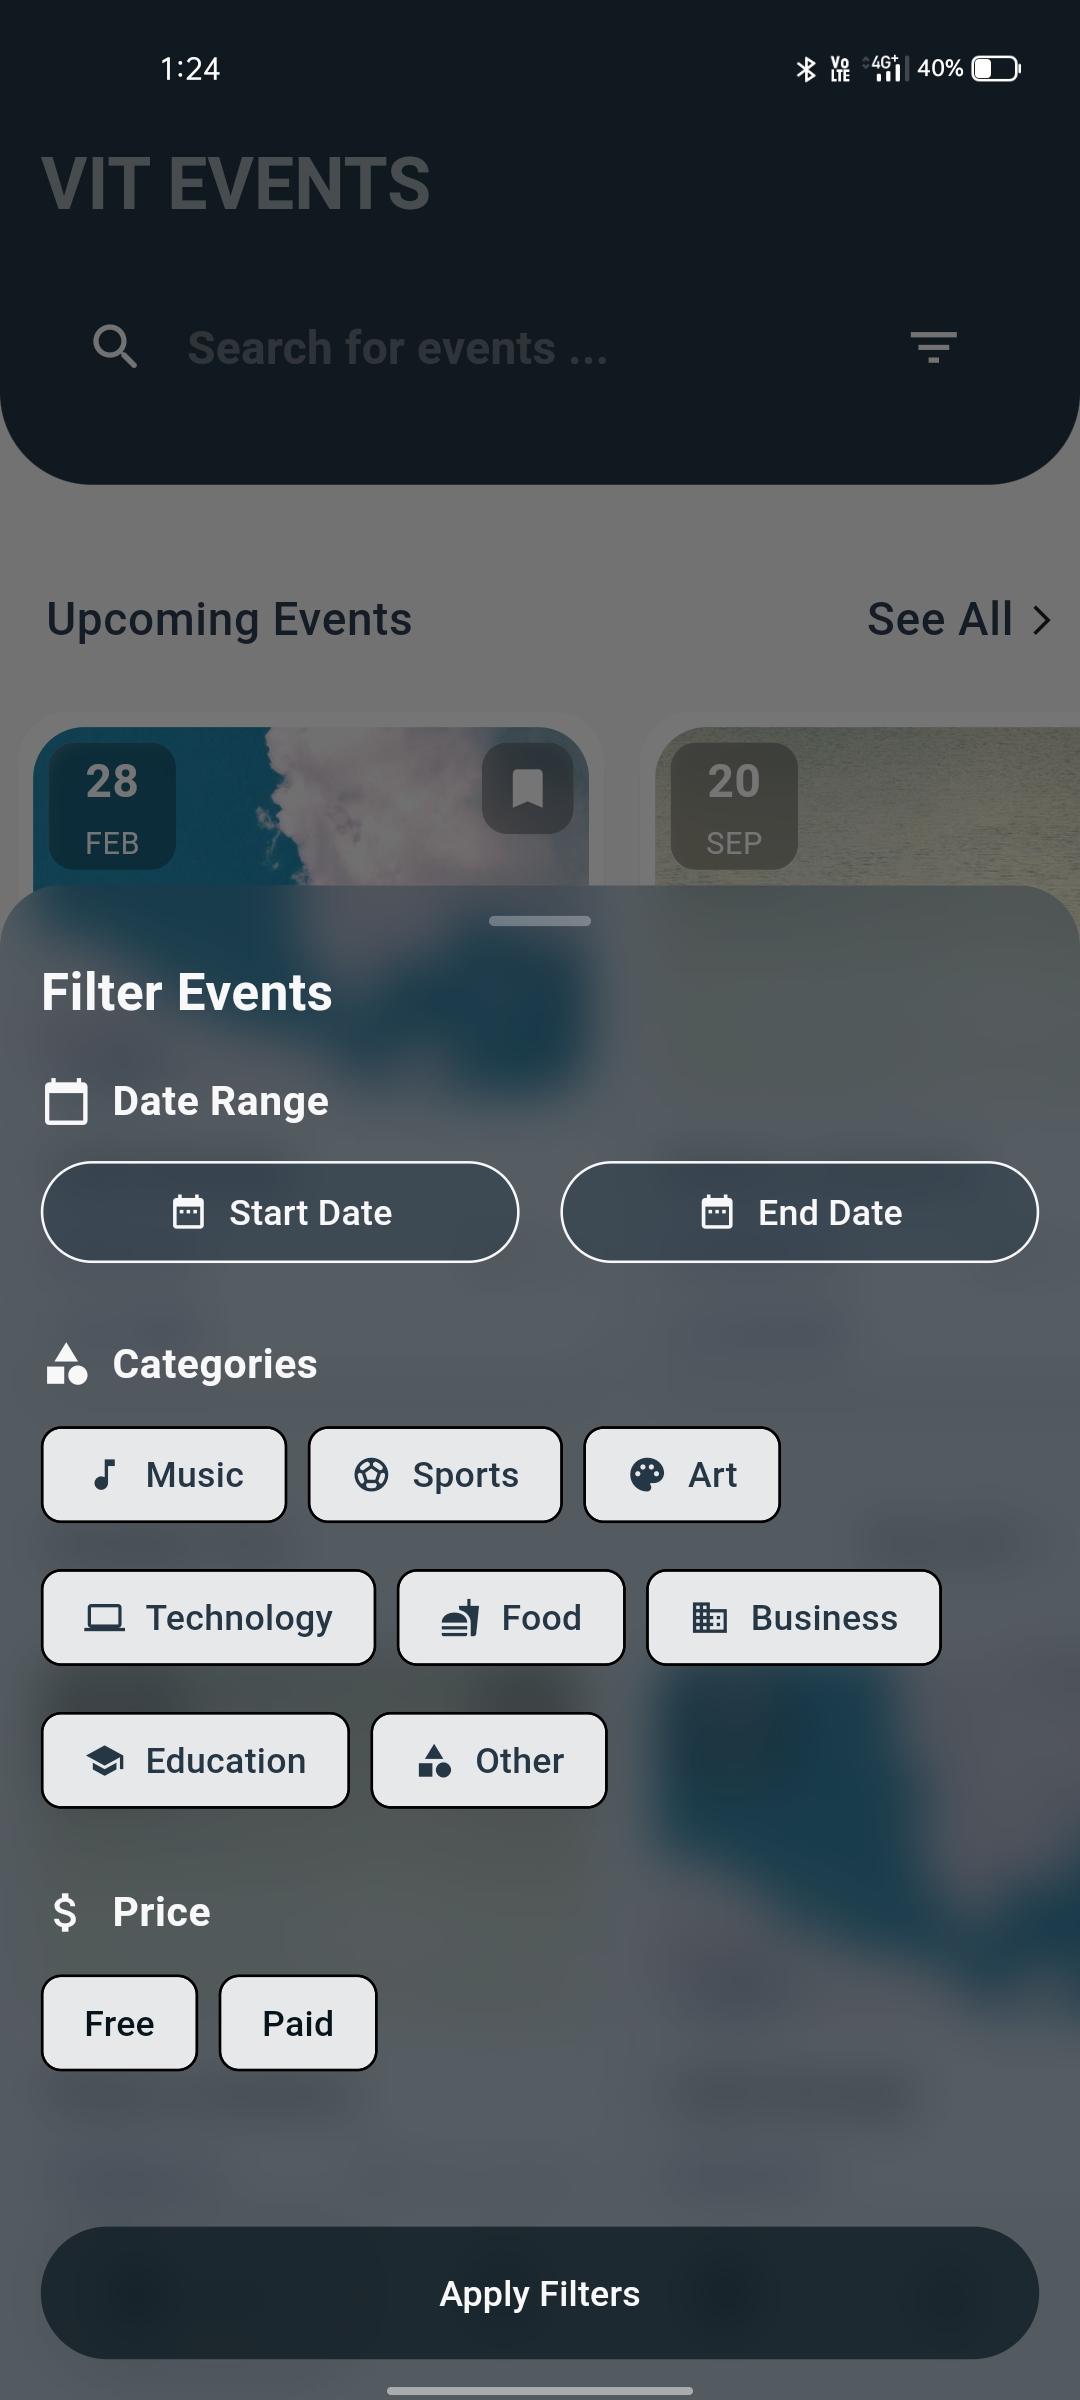 1:24 Vo LTE 4G+ 40%
VIT EVENTS
Search for events ...
Upcoming Events See All
28 20
FEB SEP
Filter Events
Date Range
Start Date End Date
Categories
Music Sports Art
Technology Food Business
Education Other
$ Price
Free Paid
Apply Filters